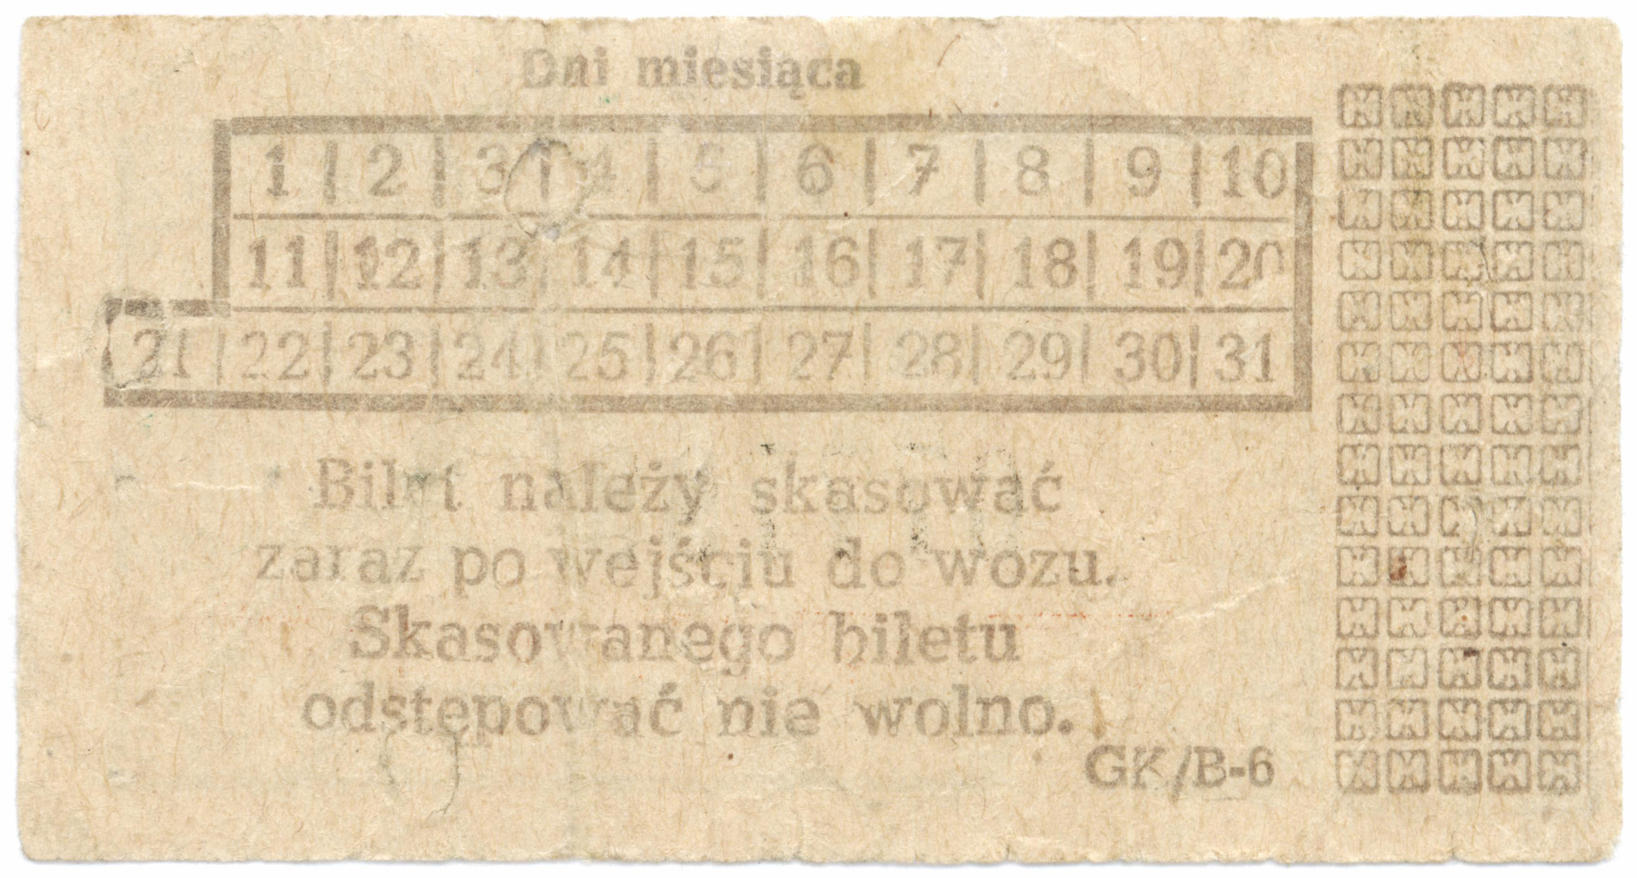 Dni miesiąca
1 2 3 4 5 6 7 8 9 10
11 12 13 14 15 16 17 18 19 20
21 22 23 24 25 26 27 28 29 30 31
Bilet należy skasować
zaraz po wejściu do wozu.
Skasowanego biletu
odstępować nie wolno.
GK/B-6